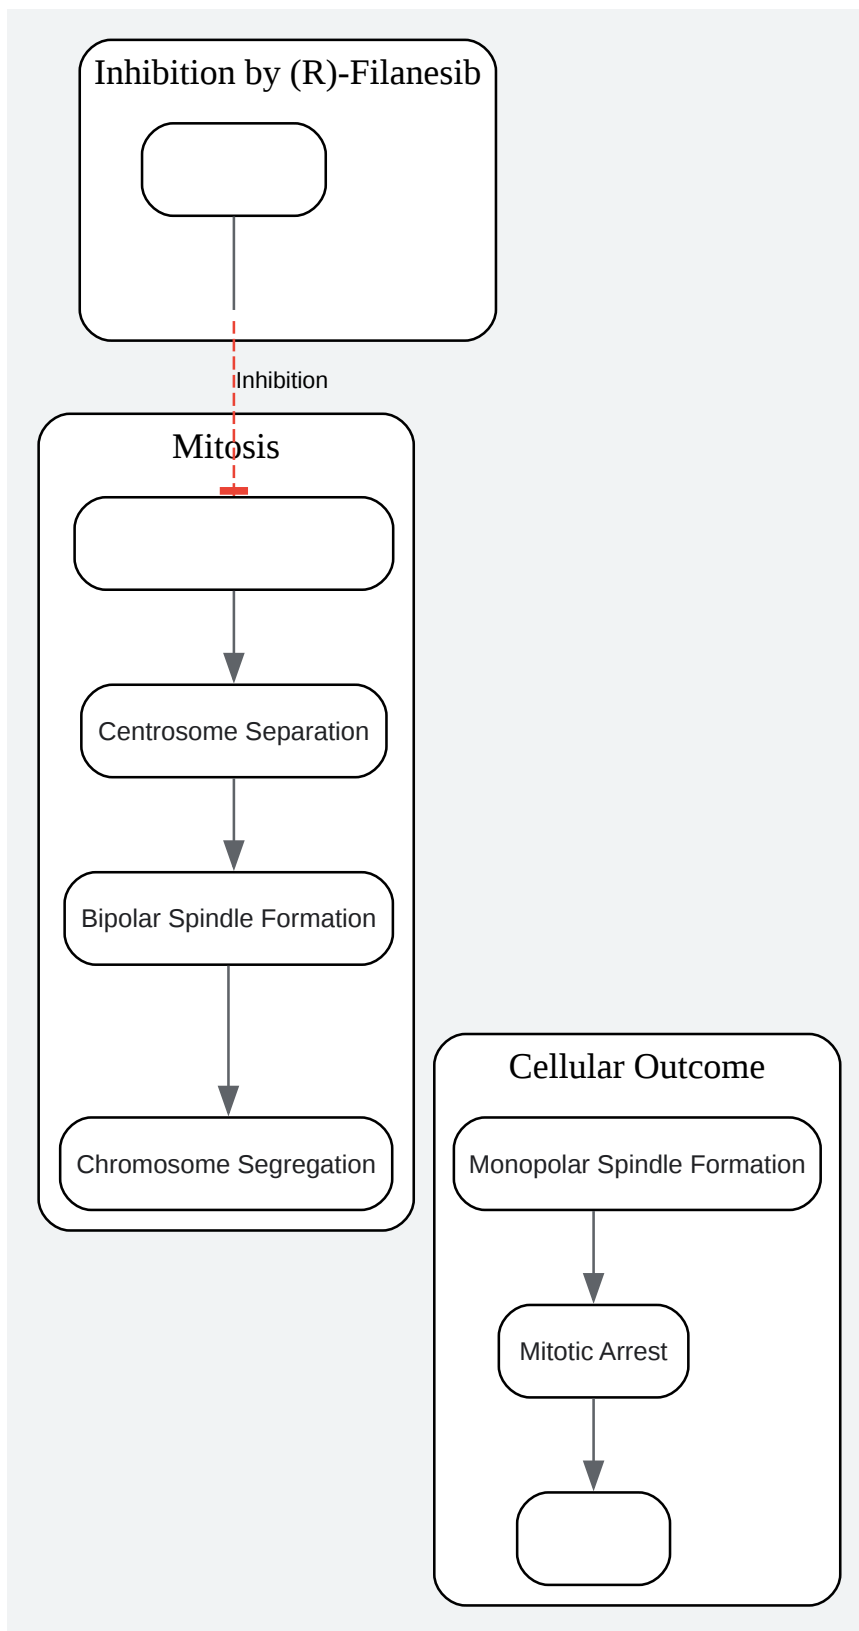 Inhibition by (R)-Filanesib
Inhibition
Mitosis
Centrosome Separation
Bipolar Spindle Formation
Chromosome Segregation
Cellular Outcome
Monopolar Spindle Formation
Mitotic Arrest